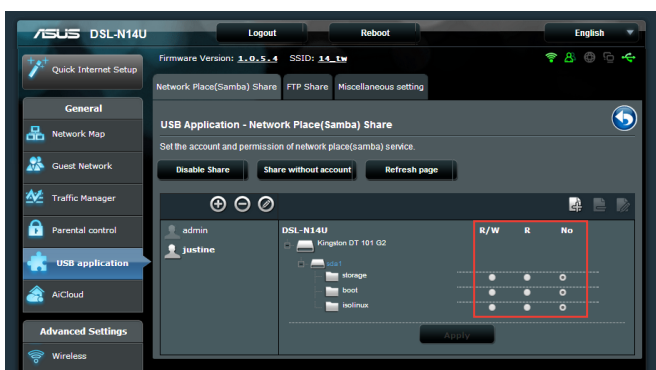 ASUS DSL-N14U Logout Reboot English
Quick Internet Setup
Firmware Version: 1.0.5.4 SSID: 14_tw
Network Place(Samba) Share FTP Share Miscellaneous setting
General
Network Map
Guest Network
Traffic Manager
Parental control
USB application
AiCloud
Advanced Settings
Wireless
USB Application - Network Place(Samba) Share
Set the account and permission of network place(samba) service.
Disable Share Share without account Refresh page
admin
justine
DSL-N14U R/W R No
Kingston DT 101 G2
sda1
storage
boot
isolinux
Apply